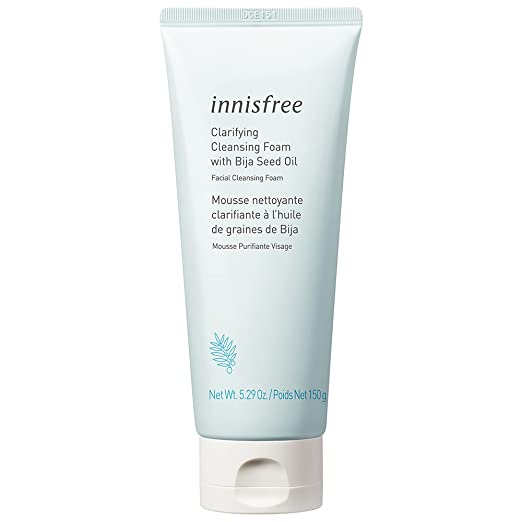 DCE151
innisfree
Clarifying
Cleansing Foam
with Bija Seed Oil
Facial Cleansing Foam
Mousse nettoyante
clarifiante à l'huile
de graines de Bija
Mousse Purifiante Visage
Net Wt. 5.29 Oz./Poids Net 150 g